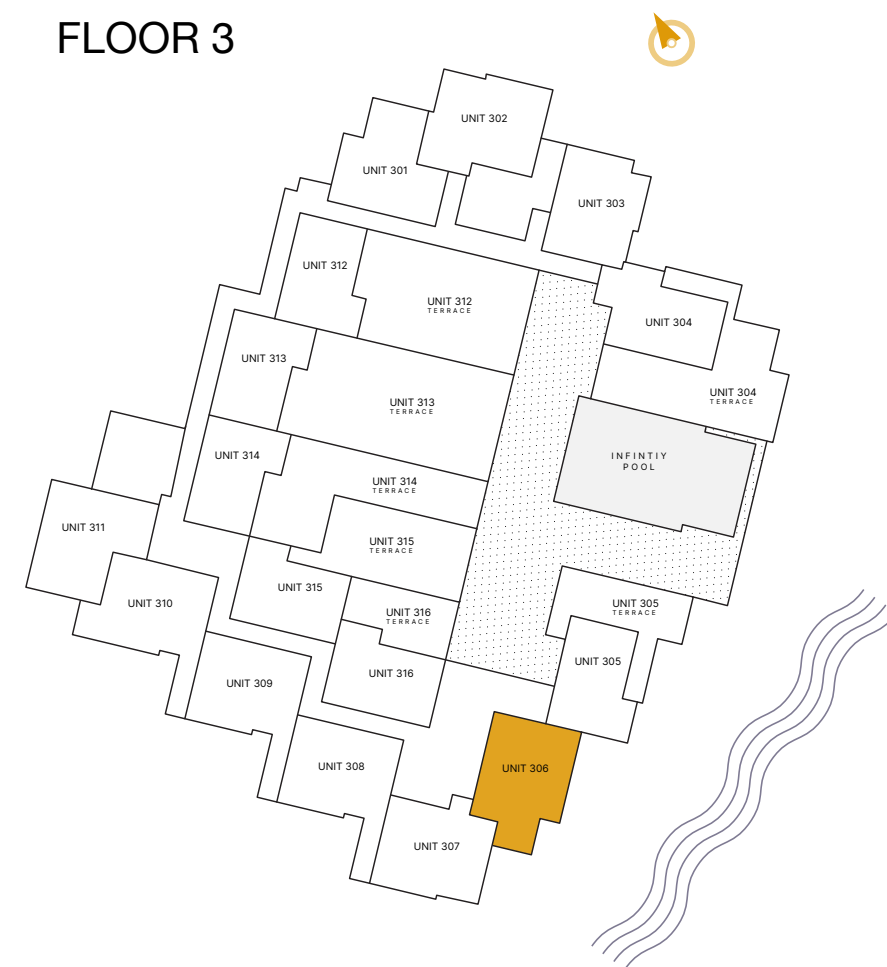 FLOOR 3
UNIT 302
UNIT 301
UNIT 303
UNIT 312
UNIT 312
TERRACE
UNIT 304
UNIT 313
UNIT 304
TERRACE
UNIT 313
TERRACE
UNIT 314
INFINTIY
POOL
UNIT 314
TERRACE
UNIT 311
UNIT 315
TERRACE
UNIT 315
UNIT 310
UNIT 316
TERRACE
UNIT 305
TERRACE
UNIT 305
UNIT 316
UNIT 309
UNIT 308
UNIT 306
UNIT 307